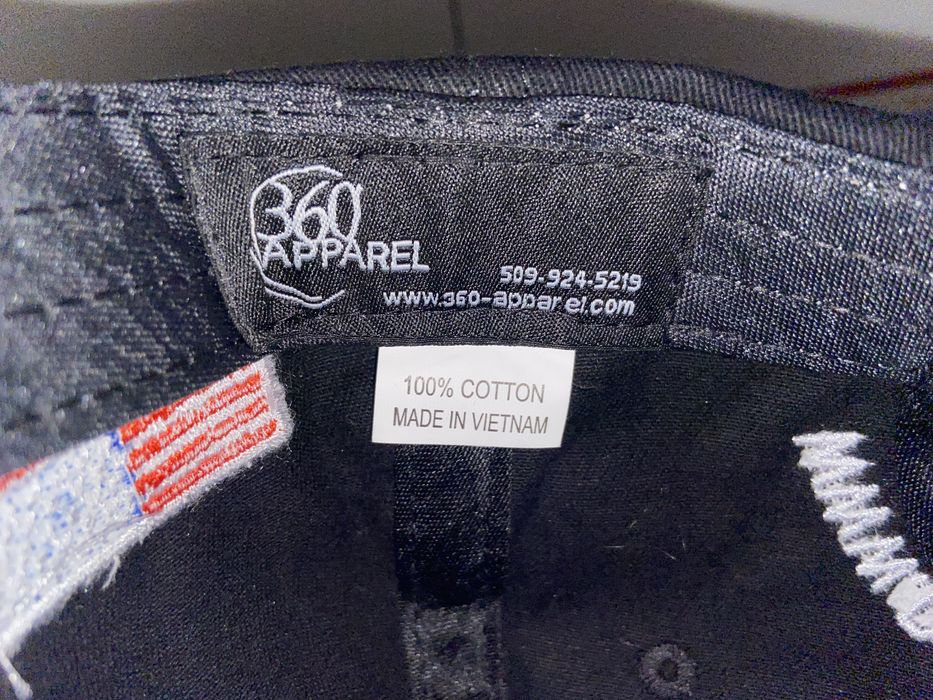 360
APPAREL
509-924-5219
www.360-apparel.com
100% COTTON
MADE IN VIETNAM